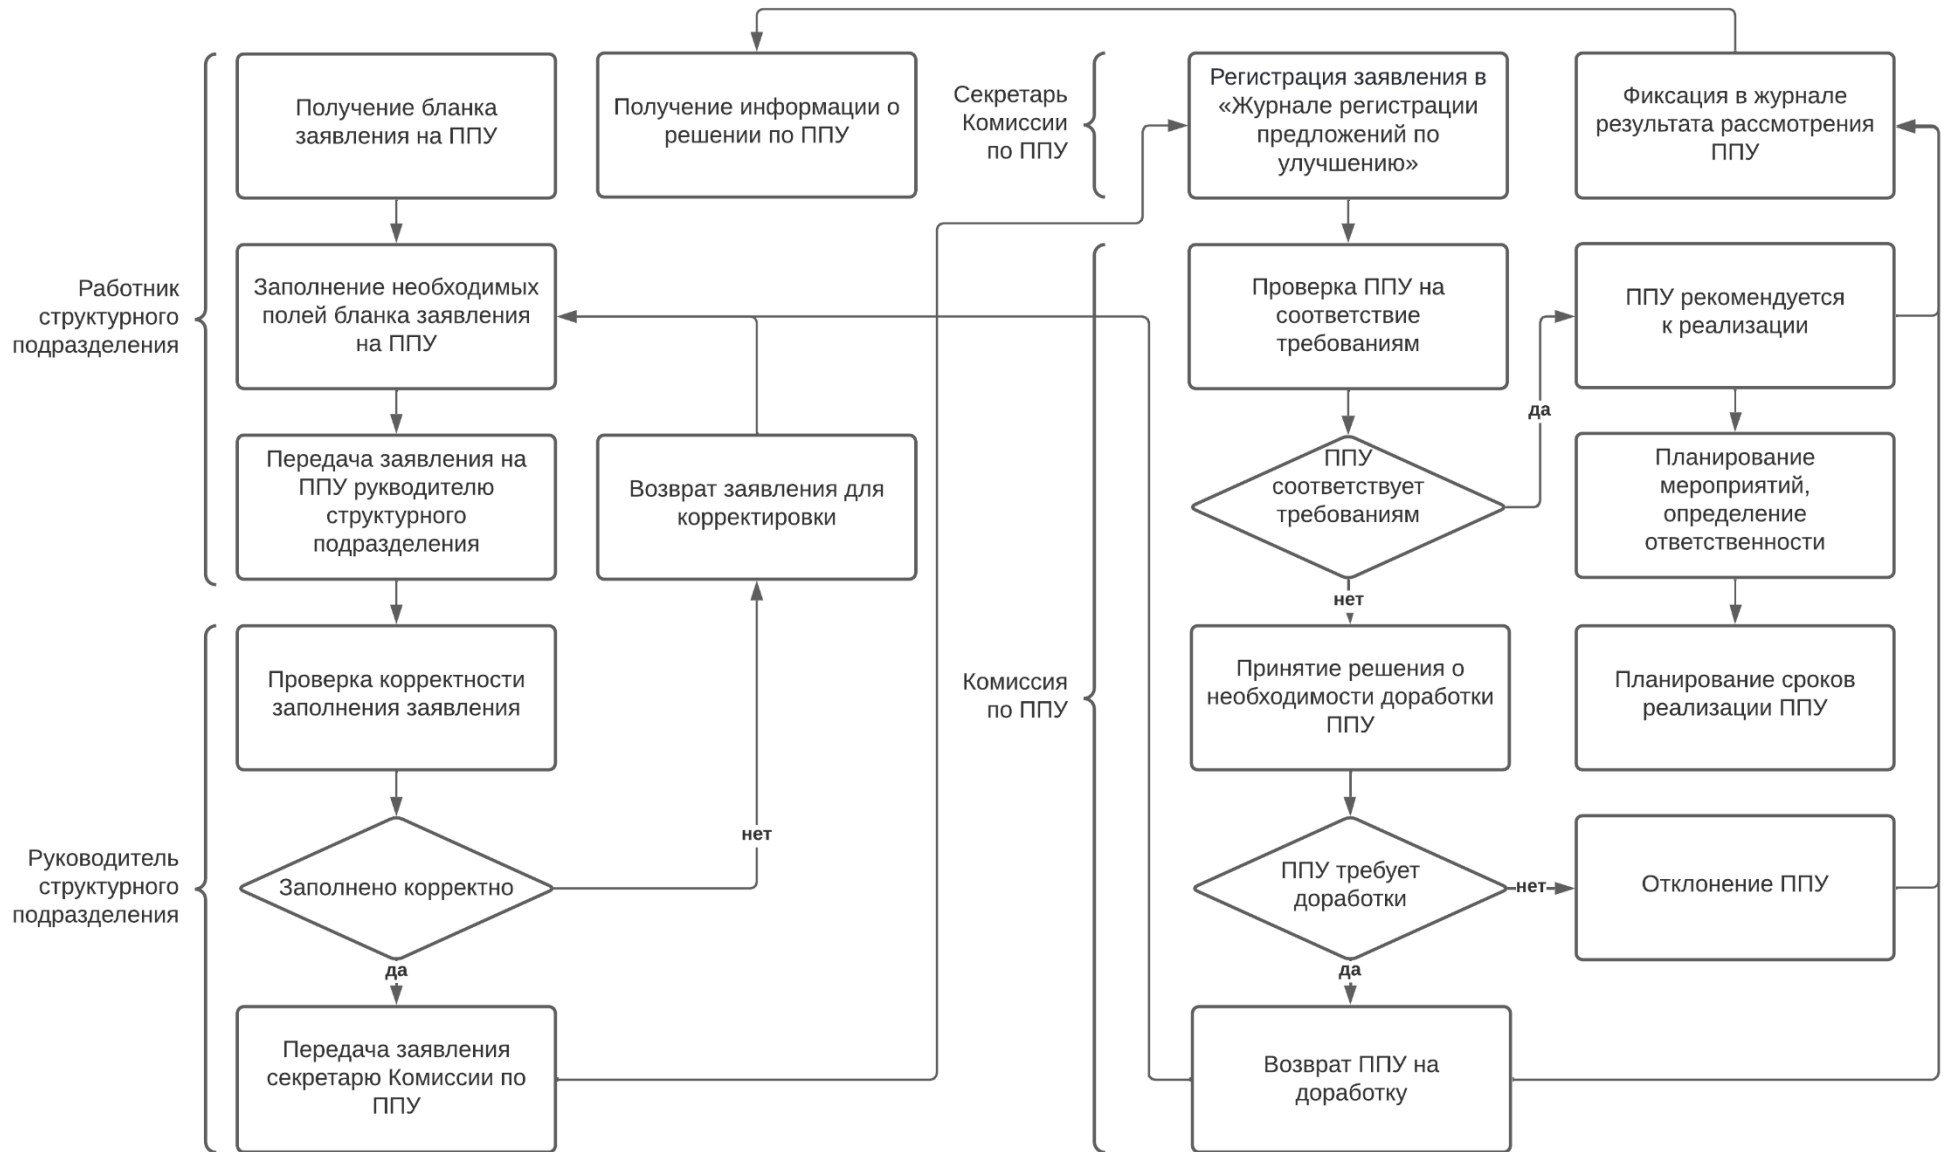 Получение бланка
заявления на ППУ
Получение информации о
решении по ППУ
Секретарь
Комиссии
по ППУ
Регистрация заявления в
«Журнале регистрации
предложений по
улучшению»
Фиксация в журнале
результата рассмотрения
ППУ
Работник
структурного
подразделения
Заполнение необходимых
полей бланка заявления
на ППУ
Проверка ППУ на
соответствие
требованиям
ППУ рекомендуется
к реализации
да
Передача заявления на
ППУ рукводителю
структурного
подразделения
Возврат заявления для
корректировки
ППУ
соответствует
требованиям
Планирование
мероприятий,
определение
ответственности
нет
Проверка корректности
заполнения заявления
Комиссия
по ППУ
Принятие решения о
необходимости доработки
ППУ
Планирование сроков
реализации ППУ
Руководитель
структурного
подразделения
Заполнено корректно
нет
ППУ требует
доработки
нет
Отклонение ППУ
да
да
Передача заявления
секретарю Комиссии по
ППУ
Возврат ППУ на
доработку